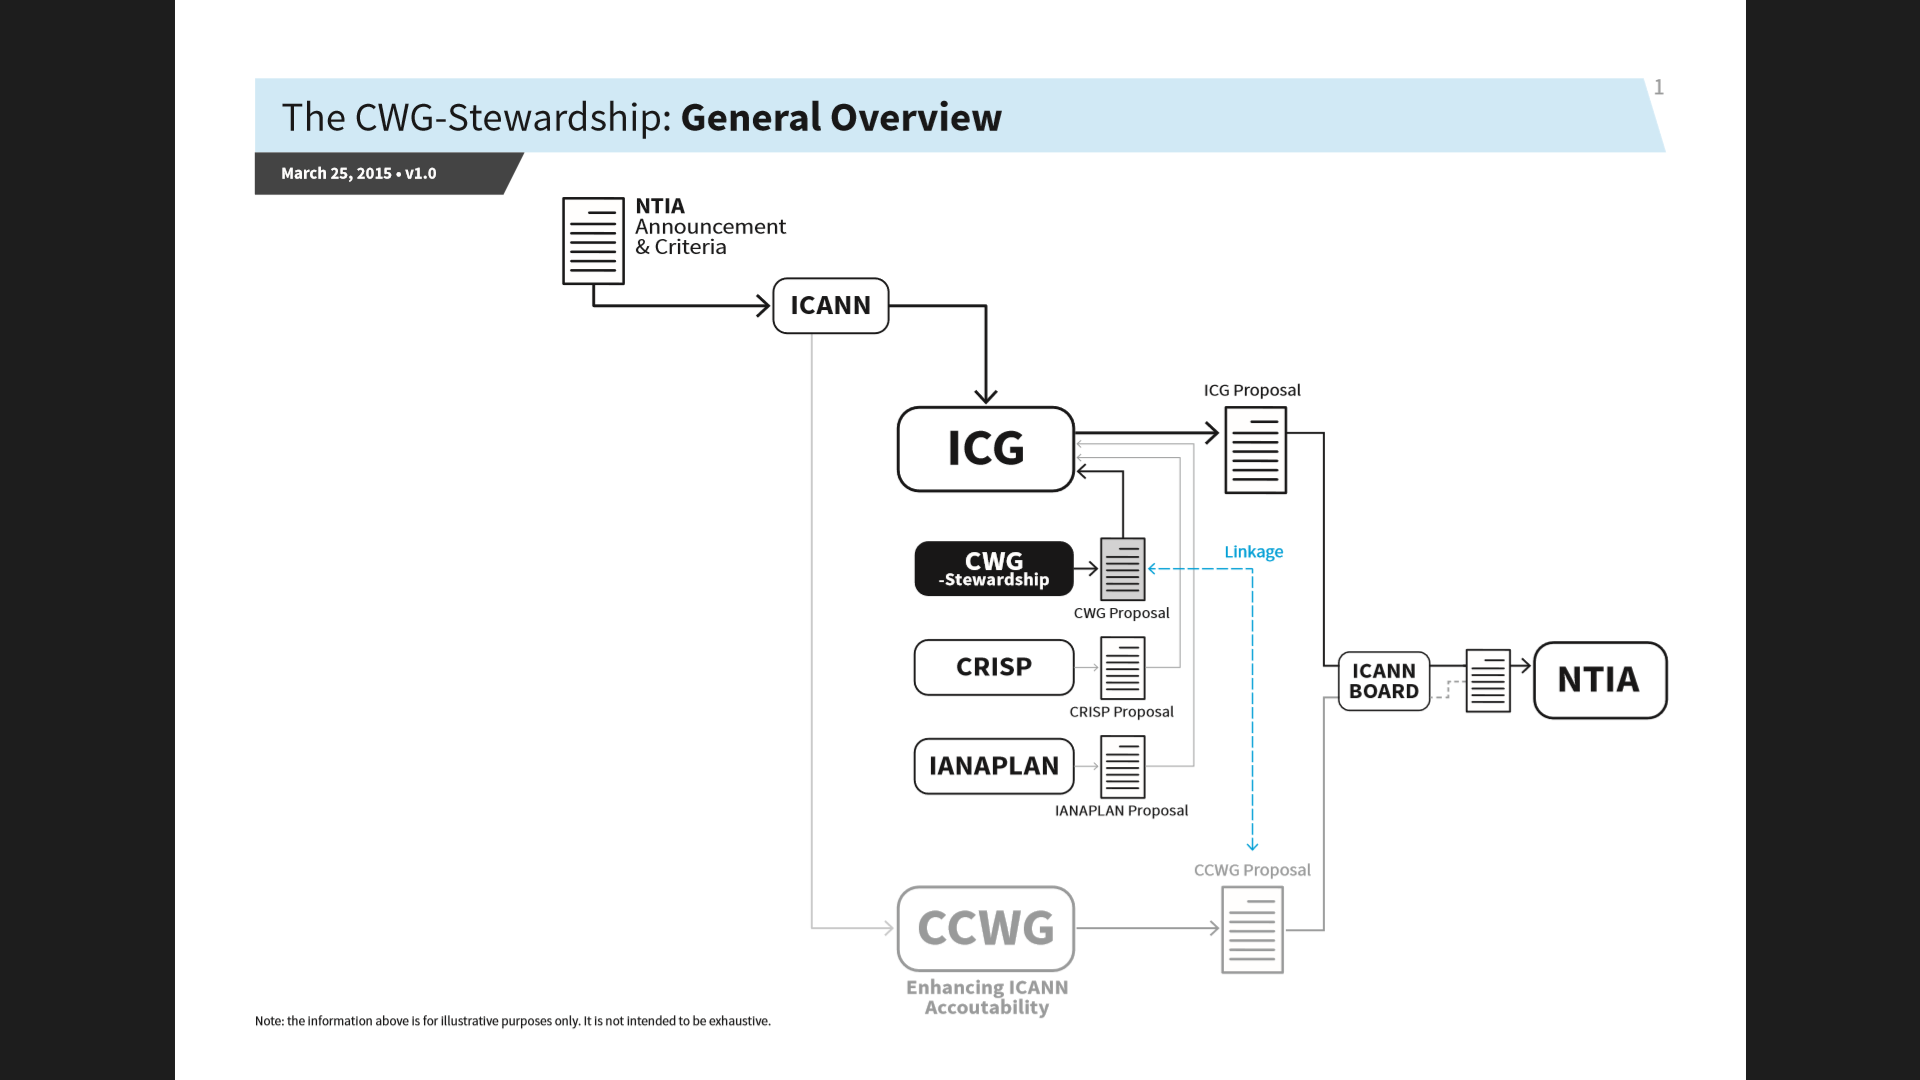 1
The CWG-Stewardship: General Overview
March 25, 2015 • v1.0
NTIA
Announcement
& Criteria
ICANN
ICG Proposal
ICG
Linkage
CWG
-Stewardship
CWG Proposal
CRISP
CRISP Proposal
ICANN
BOARD
NTIA
IANAPLAN
IANAPLAN Proposal
CCWG Proposal
CCWG
Enhancing ICANN
Accoutability
Note: the information above is for illustrative purposes only. It is not intended to be exhaustive.